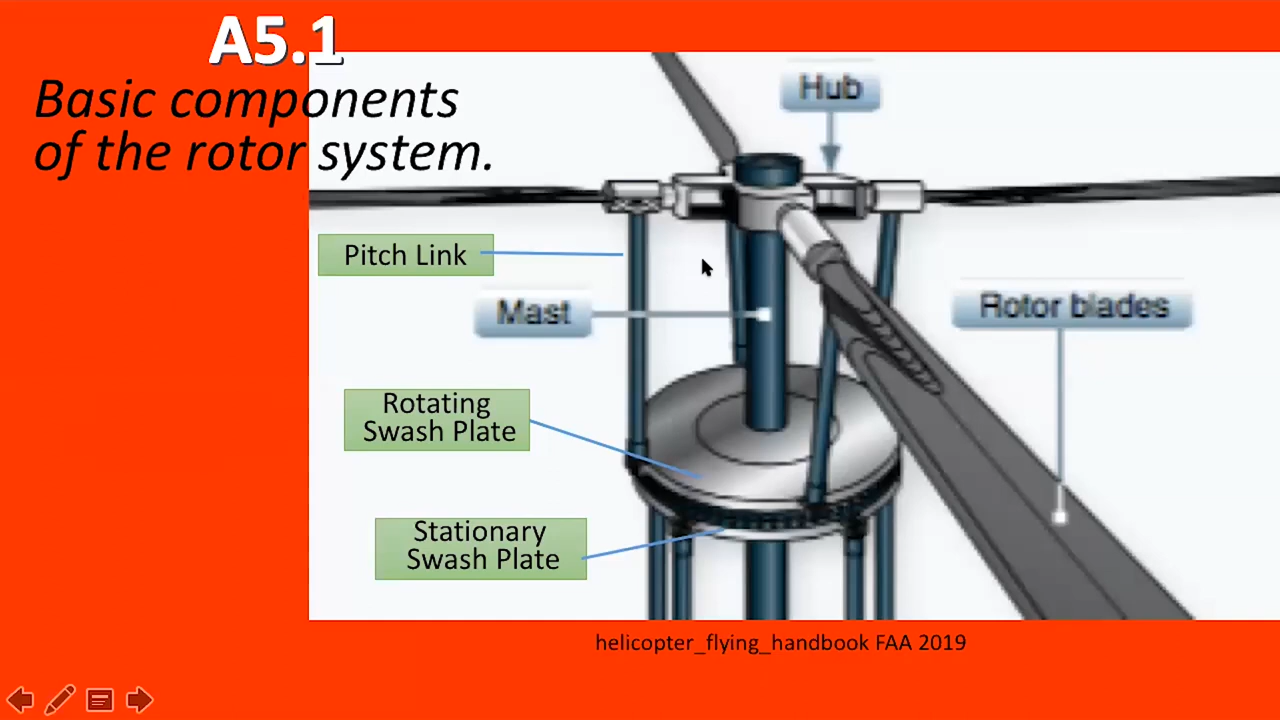 A5.1
Basic components
of the rotor system.
Hub
Pitch Link
Mast
Rotor blades
Rotating
Swash Plate
Stationary
Swash Plate
helicopter_flying_handbook FAA 2019